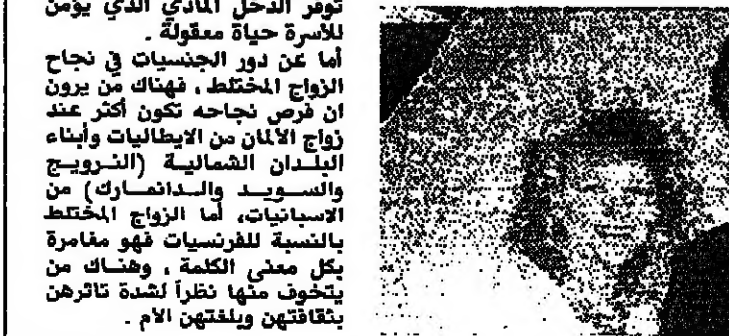 توفر الدخل المادي الذي يؤمن
للأسرة حياة معقولة .
أما عن دور الجنسيات في نجاح
الزواج المختلط ، فهناك من يرون
ان فرص نجاحه تكون أكثر عند
زواج الالمان من الايطاليات وأبناء
البلدان الشمالية (النرويج
والسويد والدانمارك) من
الاسبانيات، أما الزواج المختلط
بالنسبة للفرنسيات فهو مغامرة
بكل معنى الكلمة ، وهناك من
يتخوف منها نظراً لشدة تاثرهن
بثقافتهن وبلغتهن الام .